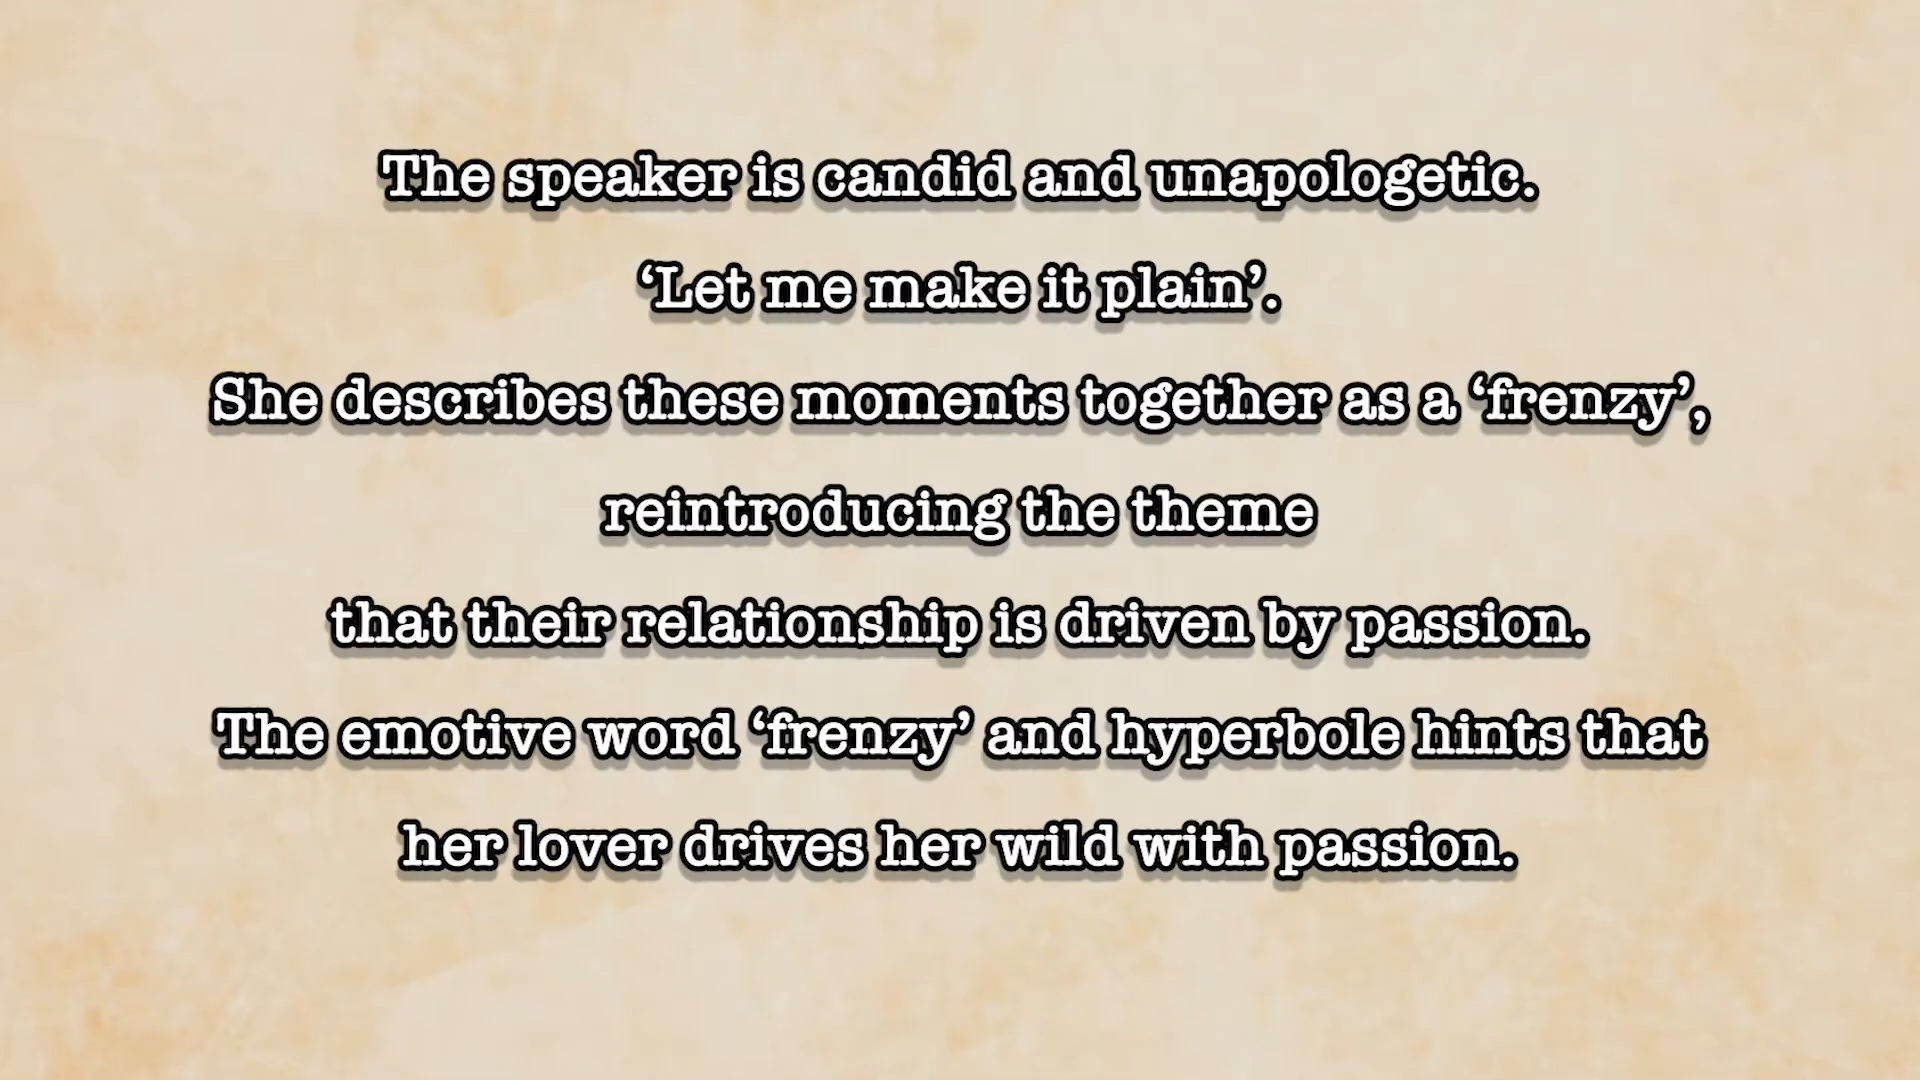 The speaker is candid and unapologetic.
‘Let me make it plain’.
She describes these moments together as a ‘frenzy’,
reintroducing the theme
that their relationship is driven by passion.
The emotive word ‘frenzy’ and hyperbole hints that
her lover drives her wild with passion.